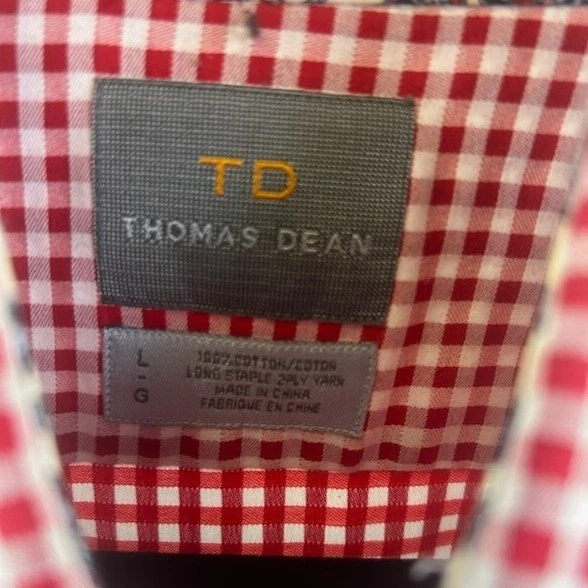 TD
THOMAS DEAN
L
-
G
100% COTTON/COTON
LONG STAPLE 2PLY YARN
MADE IN CHINA
FABRIQUE EN CHINE